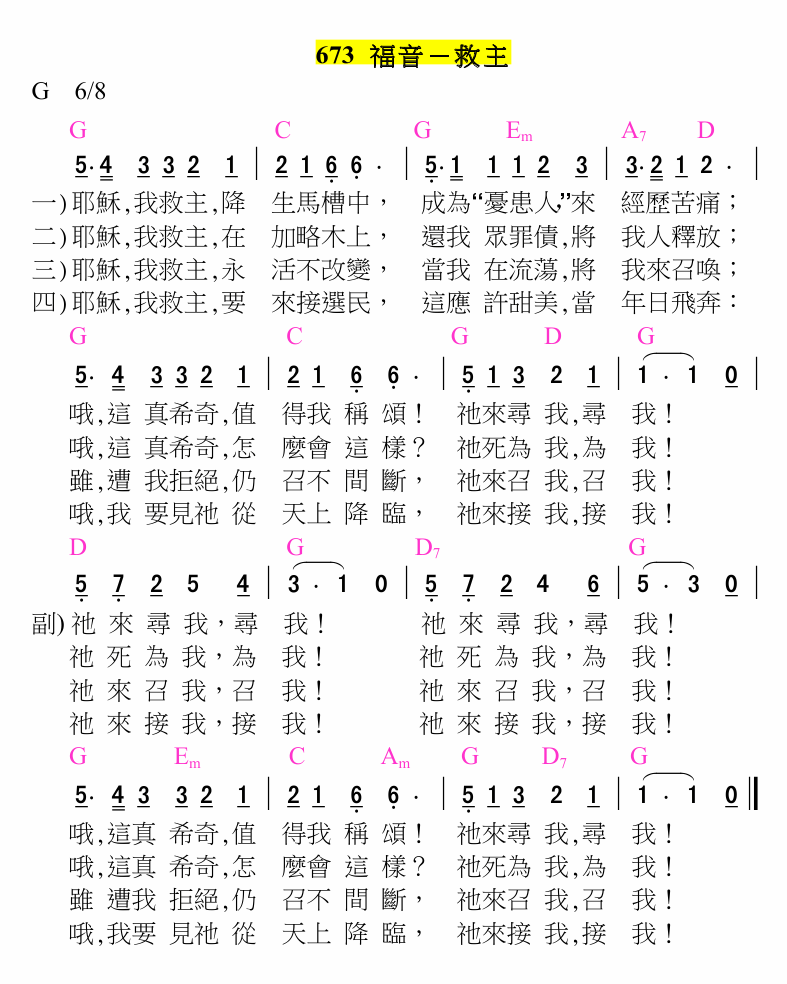 673 福音－救主
G 6/8
G C G Em A7 D
5· 4 3 3 2 1 | 2 1 6 6 · | 5· 1 1 1 2 3 | 3· 2 1 2 · |
一) 耶穌,我救主,降 生馬槽中， 成為“憂患人”來 經歷苦痛；
二) 耶穌,我救主,在 加略木上， 還我 眾罪債,將 我人釋放；
三) 耶穌,我救主,永 活不改變， 當我 在流蕩,將 我來召喚；
四) 耶穌,我救主,要 來接選民， 這應 許甜美,當 年日飛奔：
G C G D G
5· 4 3 3 2 1 | 2 1 6 6 · | 5 1 3 2 1 | 1 · 1 0 |
哦,這 真希奇,值 得我 稱 頌！ 祂來尋 我,尋 我！
哦,這 真希奇,怎 麼會 這 樣？ 祂死為 我,為 我！
雖,遭 我拒絕,仍 召不 間 斷， 祂來召 我,召 我！
哦,我 要見祂 從 天上 降 臨， 祂來接 我,接 我！
D G D7 G
5 7 2 5 4 | 3 · 1 0 | 5 7 2 4 6 | 5 · 3 0 |
副) 祂 來 尋 我，尋 我！ 祂 來 尋 我，尋 我！
祂 死 為 我，為 我！ 祂 死 為 我，為 我！
祂 來 召 我，召 我！ 祂 來 召 我，召 我！
祂 來 接 我，接 我！ 祂 來 接 我，接 我！
G Em C Am G D7 G
5· 4 3 3 2 1 | 2 1 6 6 · | 5 1 3 2 1 | 1 · 1 0 ‖
哦,這真 希奇,值 得我 稱 頌！ 祂來尋 我,尋 我！
哦,這真 希奇,怎 麼會 這 樣？ 祂死為 我,為 我！
雖 遭我 拒絕,仍 召不 間 斷， 祂來召 我,召 我！
哦,我要 見祂 從 天上 降 臨， 祂來接 我,接 我！